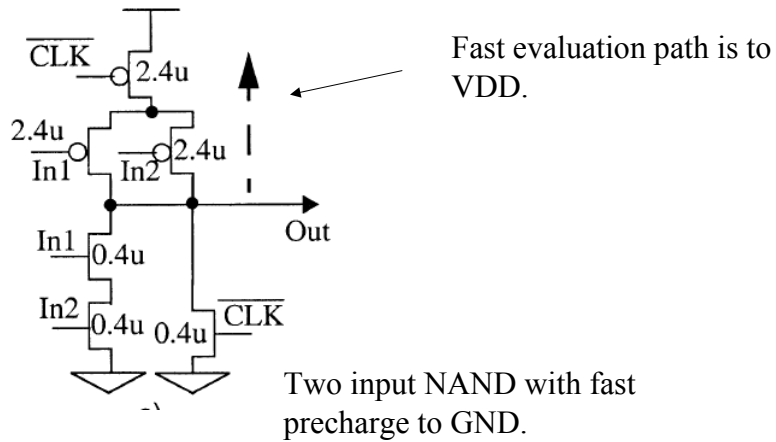 CLK
2.4u
Fast evaluation path is to
VDD.
2.4u
In1
In2
2.4u
Out
In1
0.4u
In2
0.4u
0.4u
CLK
Two input NAND with fast
precharge to GND.